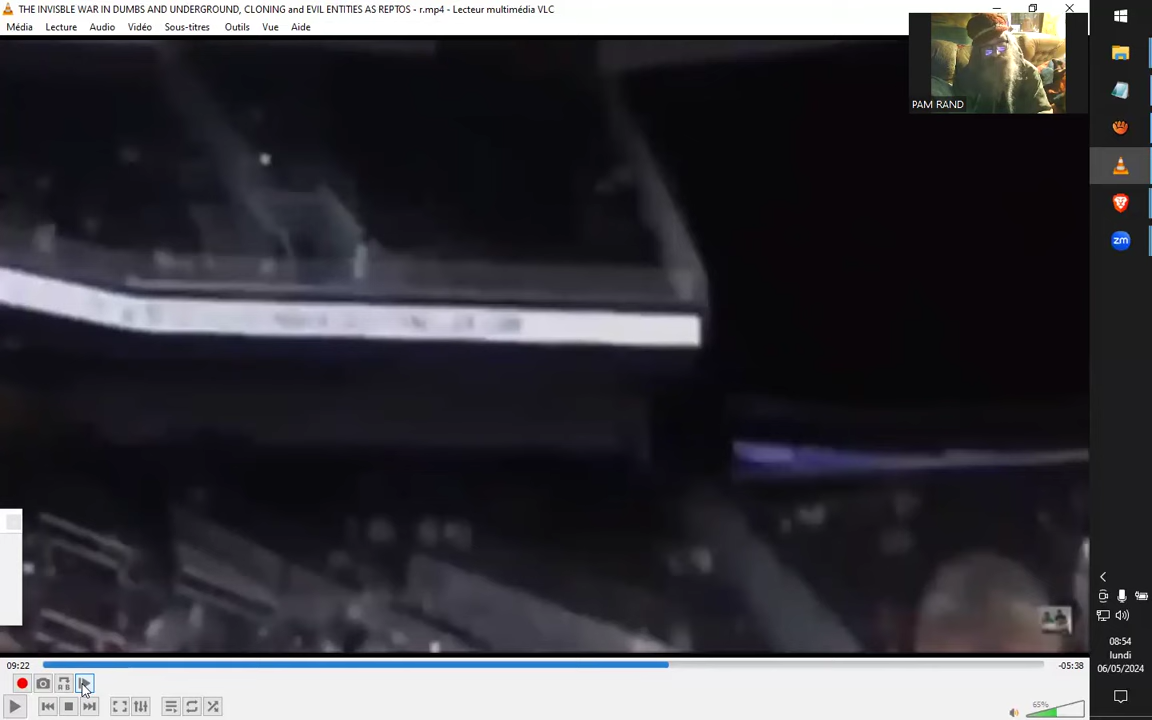 THE INVISBLE WAR IN DUMBS AND UNDERGROUND, CLONING and EVIL ENTITIES AS REPTOS - r.mp4 - Lecteur multimédia VLC
Média Lecture Audio Vidéo Sous-titres Outils Vue Aide
PAM RAND
zm
09:22
-05:38
A B
65%
08:54
lundi
06/05/2024